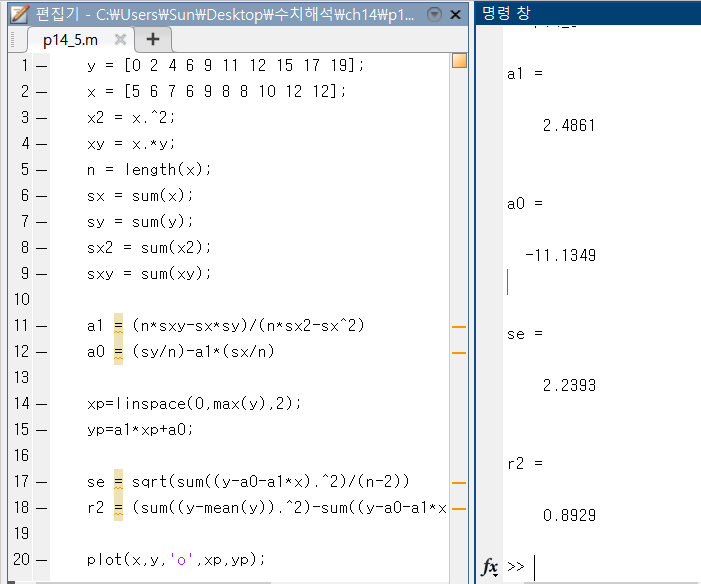 편집기 - C:₩Users₩Sun₩Desktop₩수치해석₩ch14₩p1...
p14_5.m
1 — y = [0 2 4 6 9 11 12 15 17 19];
2 — x = [5 6 7 6 9 8 8 10 12 12];
3 — x2 = x.^2;
4 — xy = x.*y;
5 — n = length(x);
6 — sx = sum(x);
7 — sy = sum(y);
8 — sx2 = sum(x2);
9 — sxy = sum(xy);
10
11 — a1 = (n*sxy-sx*sy)/(n*sx2-sx^2)
12 — a0 = (sy/n)-a1*(sx/n)
13
14 — xp=linspace(0,max(y),2);
15 — yp=a1*xp+a0;
16
17 — se = sqrt(sum((y-a0-a1*x).^2)/(n-2))
18 — r2 = (sum((y-mean(y)).^2)-sum((y-a0-a1*x
19
20 — plot(x,y,'o',xp,yp);
명령 창
a1 =
2.4861
a0 =
-11.1349
se =
2.2393
r2 =
0.8929
fx >>